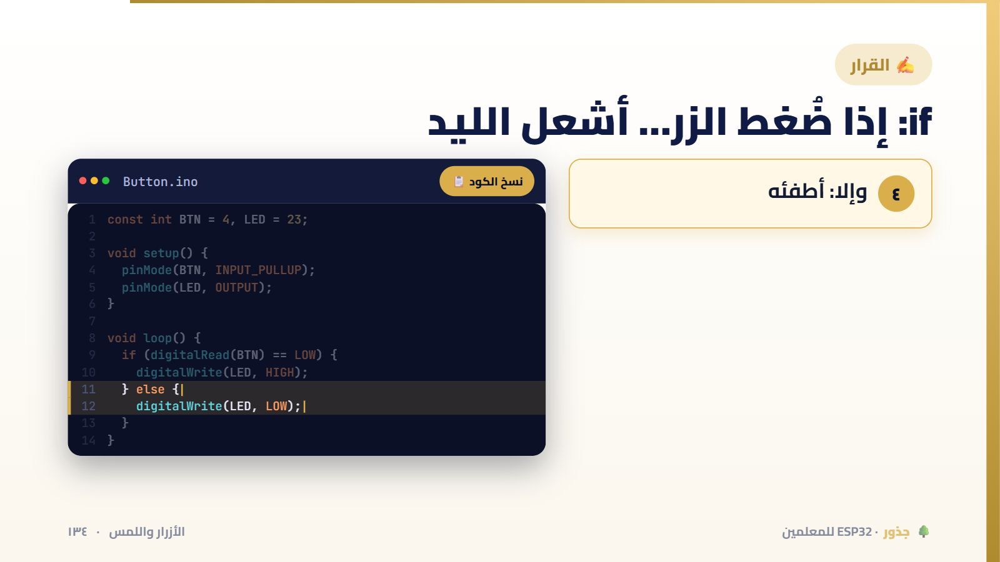 ✍️ القرار
if: إذا ضُغط الزر... أشعل الليد
٤ وإلا: أطفئه
Button.ino
نسخ الكود 📋
1 const int BTN = 4, LED = 23;
2
3 void setup() {
4   pinMode(BTN, INPUT_PULLUP);
5   pinMode(LED, OUTPUT);
6 }
7
8 void loop() {
9   if (digitalRead(BTN) == LOW) {
10     digitalWrite(LED, HIGH);
11   } else {
12     digitalWrite(LED, LOW);
13   }
14 }
🌳 جذور · ESP32 للمعلمين
الأزرار واللمس · ١٣٤